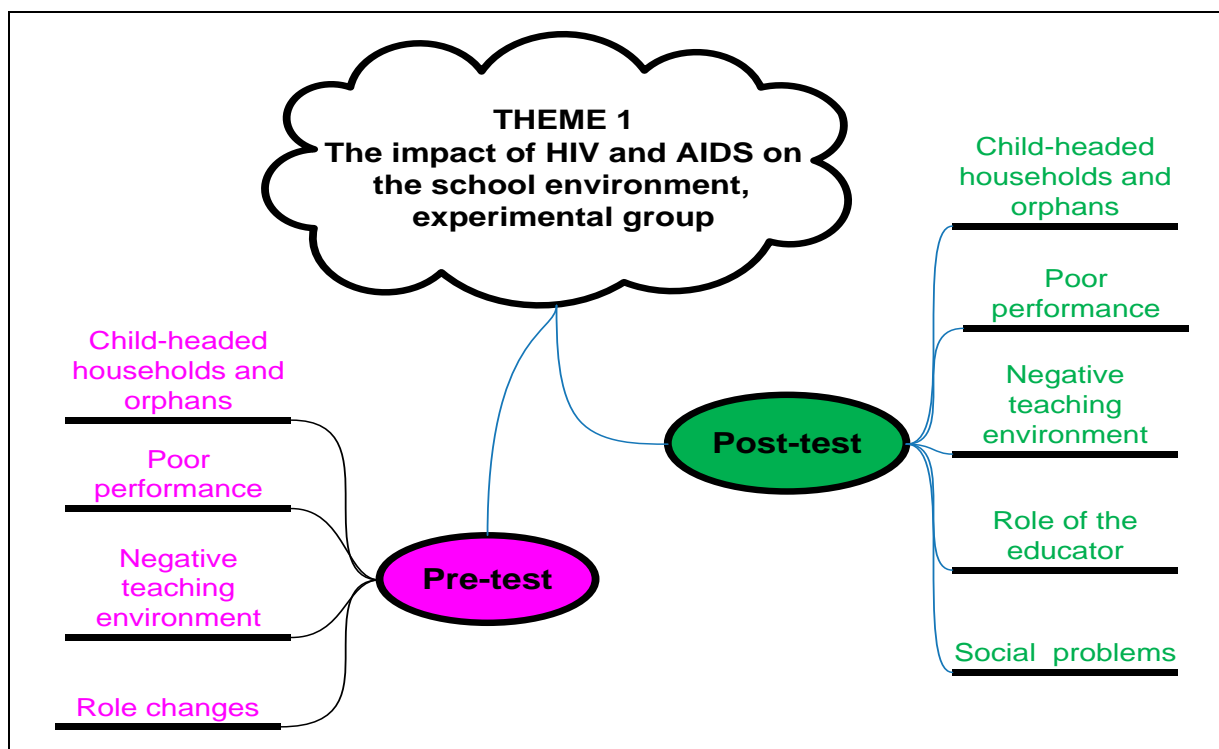 THEME 1
The impact of HIV and AIDS on
the school environment,
experimental group
Child-headed
households and
orphans
Poor
performance
Negative
teaching
environment
Role changes
Pre-test
Post-test
Child-headed
households and
orphans
Poor
performance
Negative
teaching
environment
Role of the
educator
Social problems